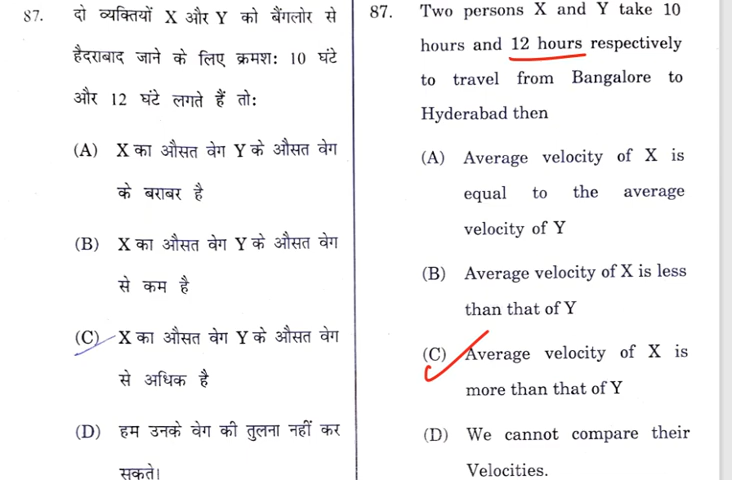 87. दो व्यक्तियों X और Y को बैंगलोर से
हैदराबाद जाने के लिए क्रमश: 10 घंटे
और 12 घंटे लगते हैं तो:
(A) X का औसत वेग Y के औसत वेग
के बराबर है
(B) X का औसत वेग Y के औसत वेग
से कम है
(C) X का औसत वेग Y के औसत वेग
से अधिक है
(D) हम उनके वेग की तुलना नहीं कर
सकते।
87. Two persons X and Y take 10
hours and 12 hours respectively
to travel from Bangalore to
Hyderabad then
(A) Average velocity of X is
equal to the average
velocity of Y
(B) Average velocity of X is less
than that of Y
(C) Average velocity of X is
more than that of Y
(D) We cannot compare their
Velocities.